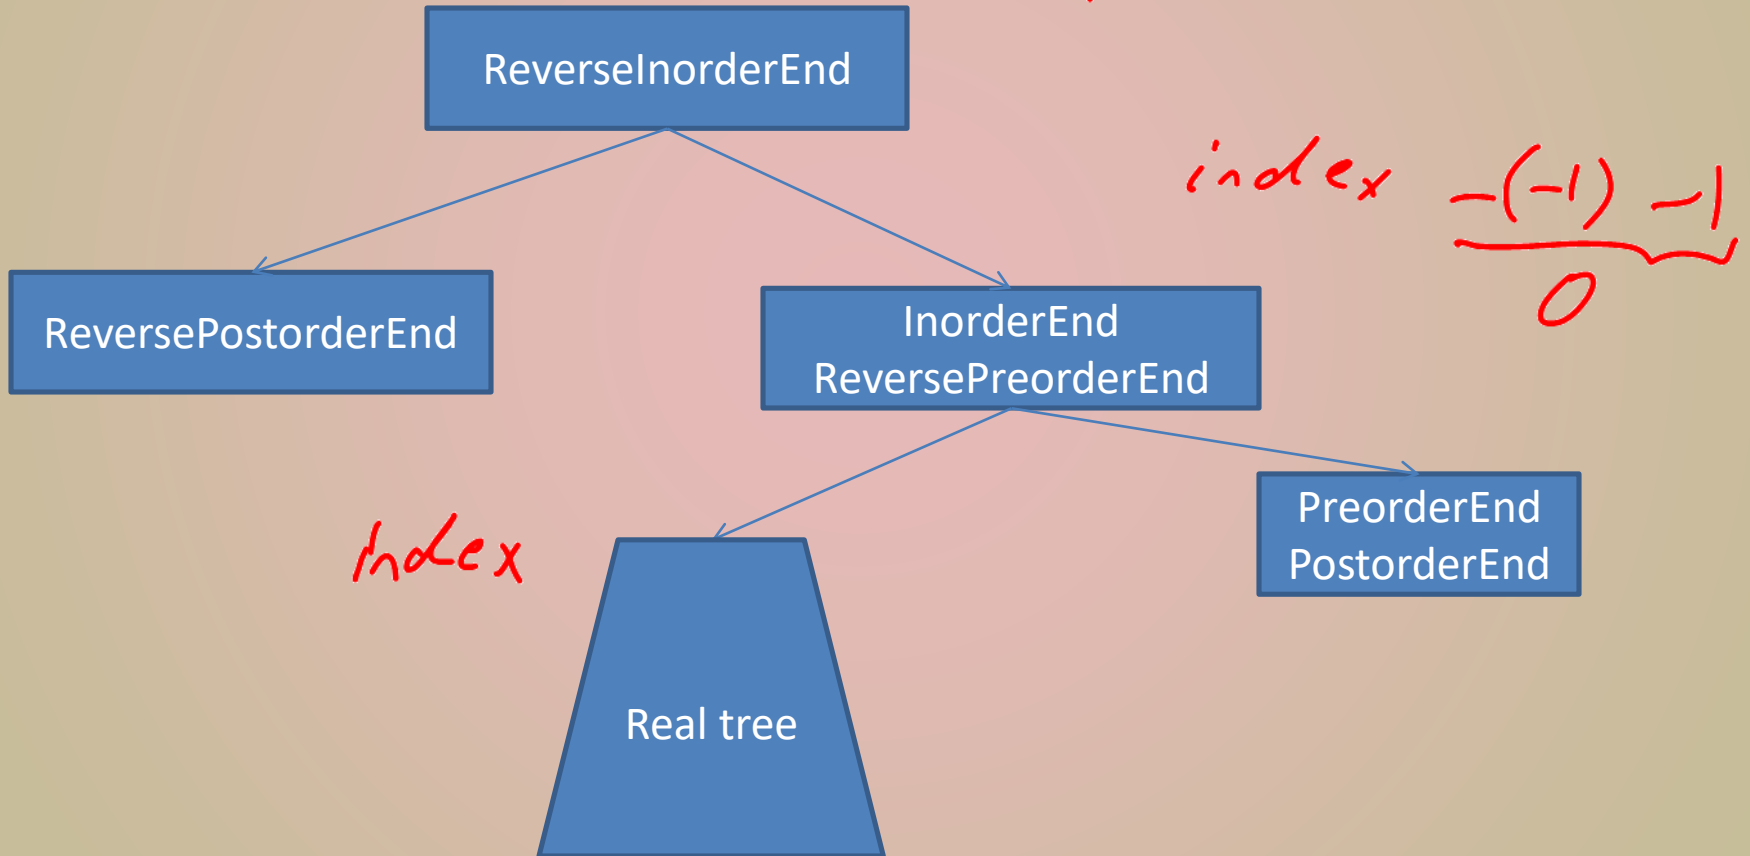 ReverseInorderEnd
index -(-1) -1
0
ReversePostorderEnd
InorderEnd
ReversePreorderEnd
PreorderEnd
PostorderEnd
Index
Real tree